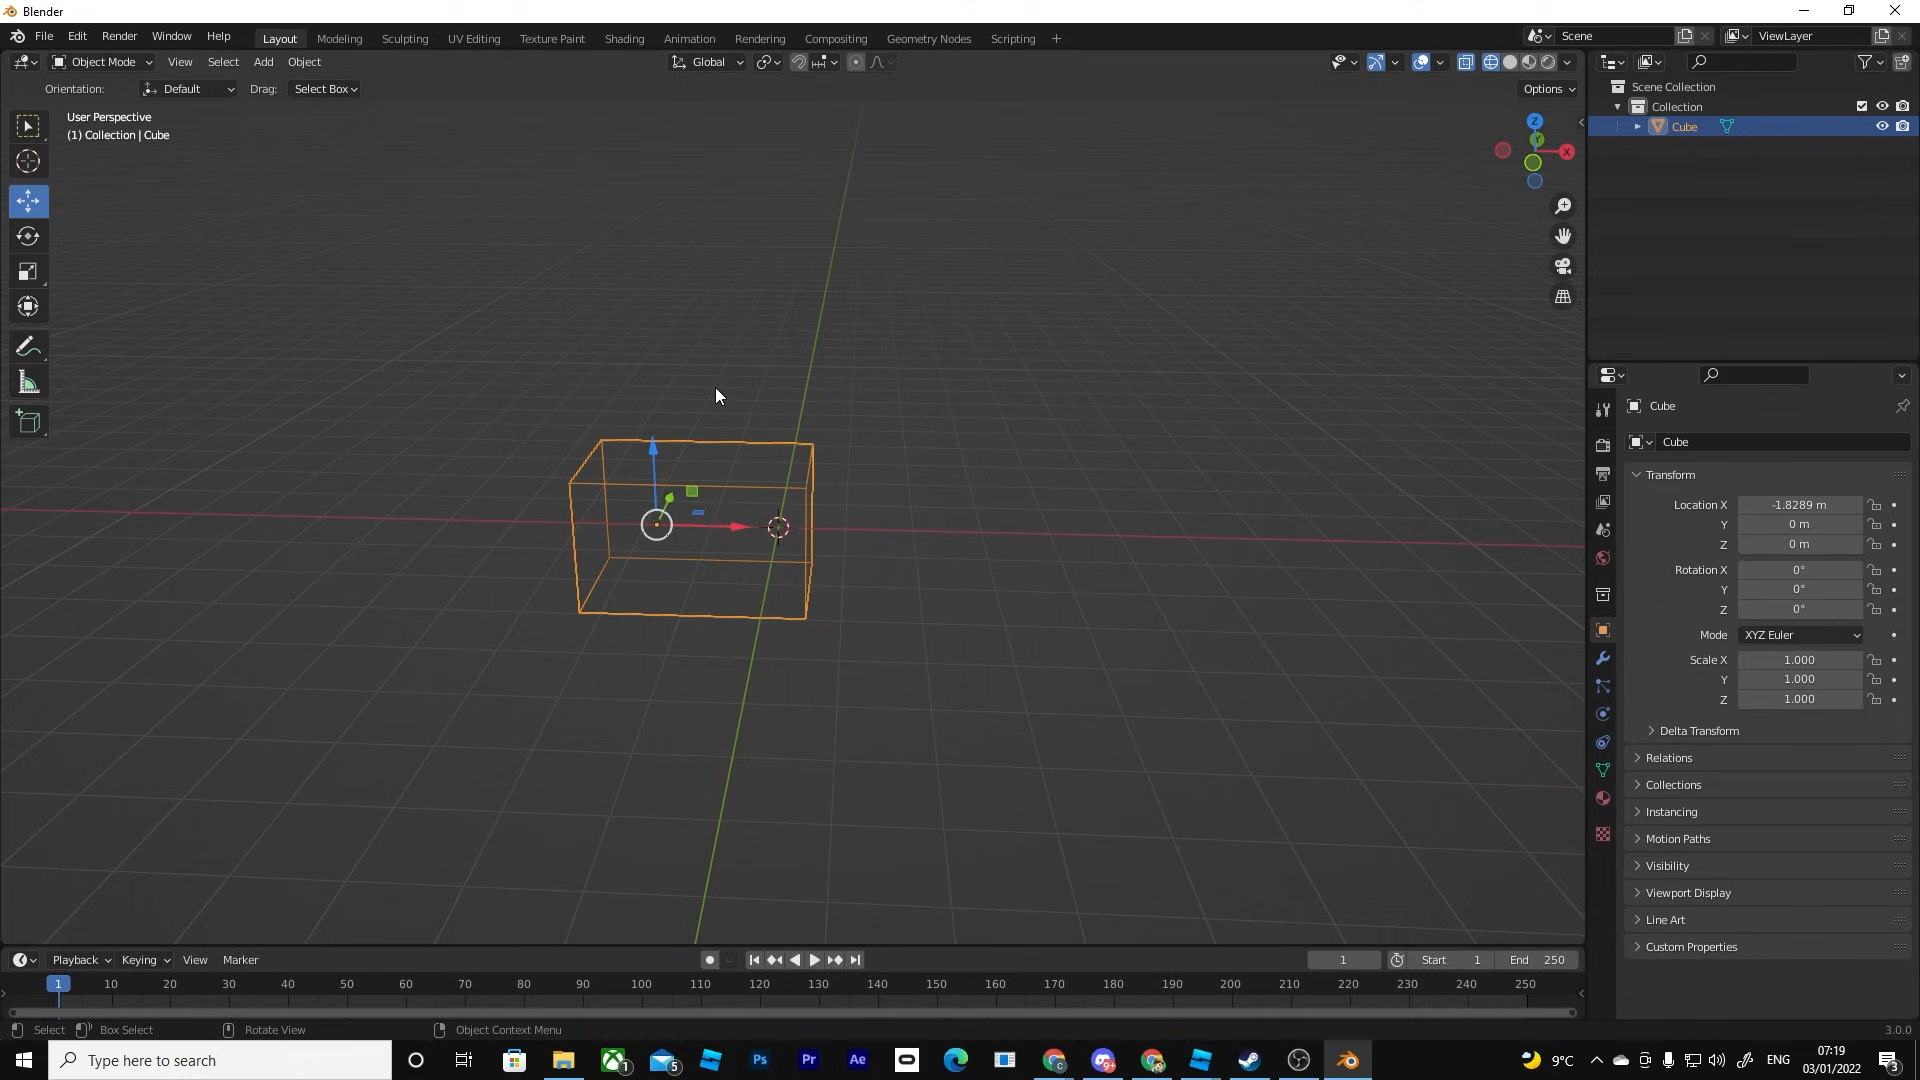 Blender
File Edit Render Window Help
Layout Modeling Sculpting UV Editing Texture Paint Shading Animation Rendering Compositing Geometry Nodes Scripting +
Scene
ViewLayer
Object Mode View Select Add Object
Global
Orientation: Default Drag: Select Box
Options
User Perspective
(1) Collection | Cube
Z
Y
X
Scene Collection
Collection
Cube
Cube
Cube
Transform
Location X -1.8289 m
Y 0 m
Z 0 m
Rotation X 0°
Y 0°
Z 0°
Mode XYZ Euler
Scale X 1.000
Y 1.000
Z 1.000
Delta Transform
Relations
Collections
Instancing
Motion Paths
Visibility
Viewport Display
Line Art
Custom Properties
Playback Keying View Marker
1
Start 1 End 250
1 10 20 30 40 50 60 70 80 90 100 110 120 130 140 150 160 170 180 190 200 210 220 230 240 250
Select Box Select Rotate View Object Context Menu
3.0.0
Type here to search
1
5
Ps
Pr
Ae
9+
9°C
ENG
07:19
03/01/2022
3